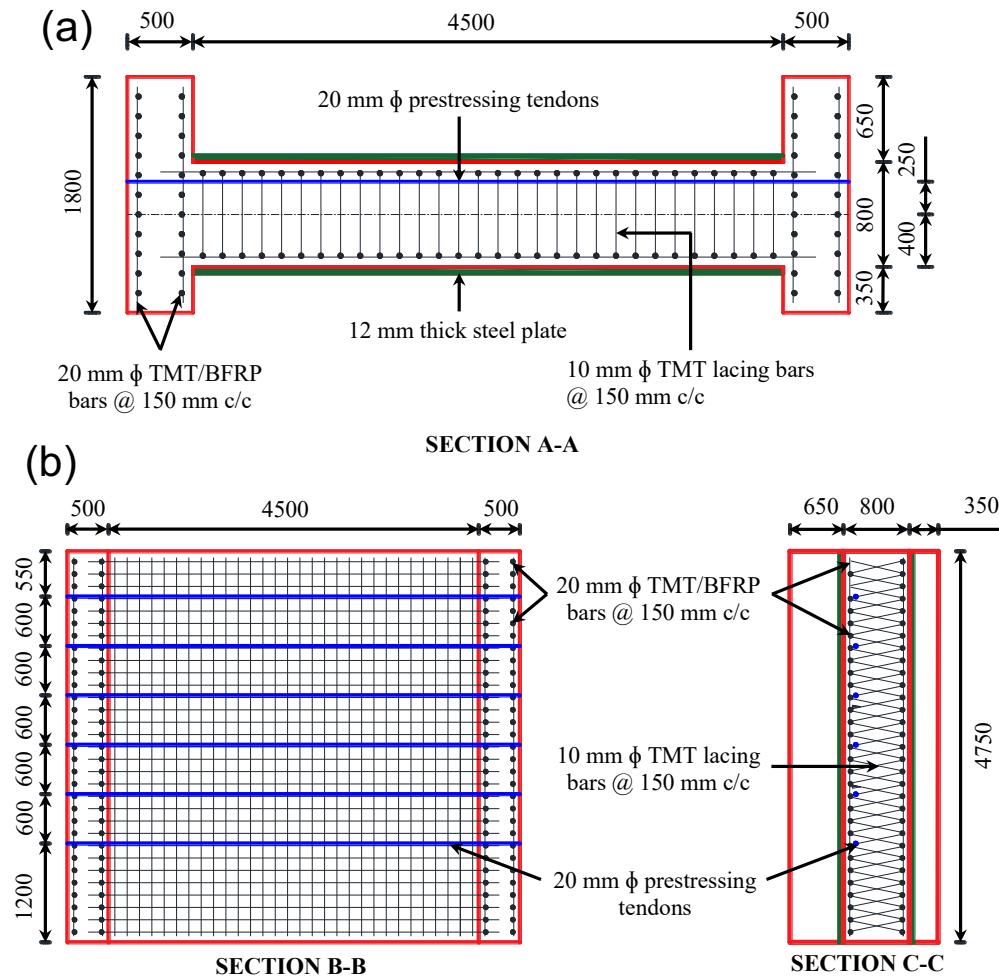 (a)
500
4500
500
20 mm ϕ prestressing tendons
1800
650
250
800
400
350
12 mm thick steel plate
20 mm ϕ TMT/BFRP
bars @ 150 mm c/c
10 mm ϕ TMT lacing bars
@ 150 mm c/c
SECTION A-A
(b)
500
4500
500
650
800
350
550
600
600
600
600
600
1200
20 mm ϕ TMT/BFRP
bars @ 150 mm c/c
10 mm ϕ TMT lacing
bars @ 150 mm c/c
4750
20 mm ϕ prestressing
tendons
SECTION B-B
SECTION C-C